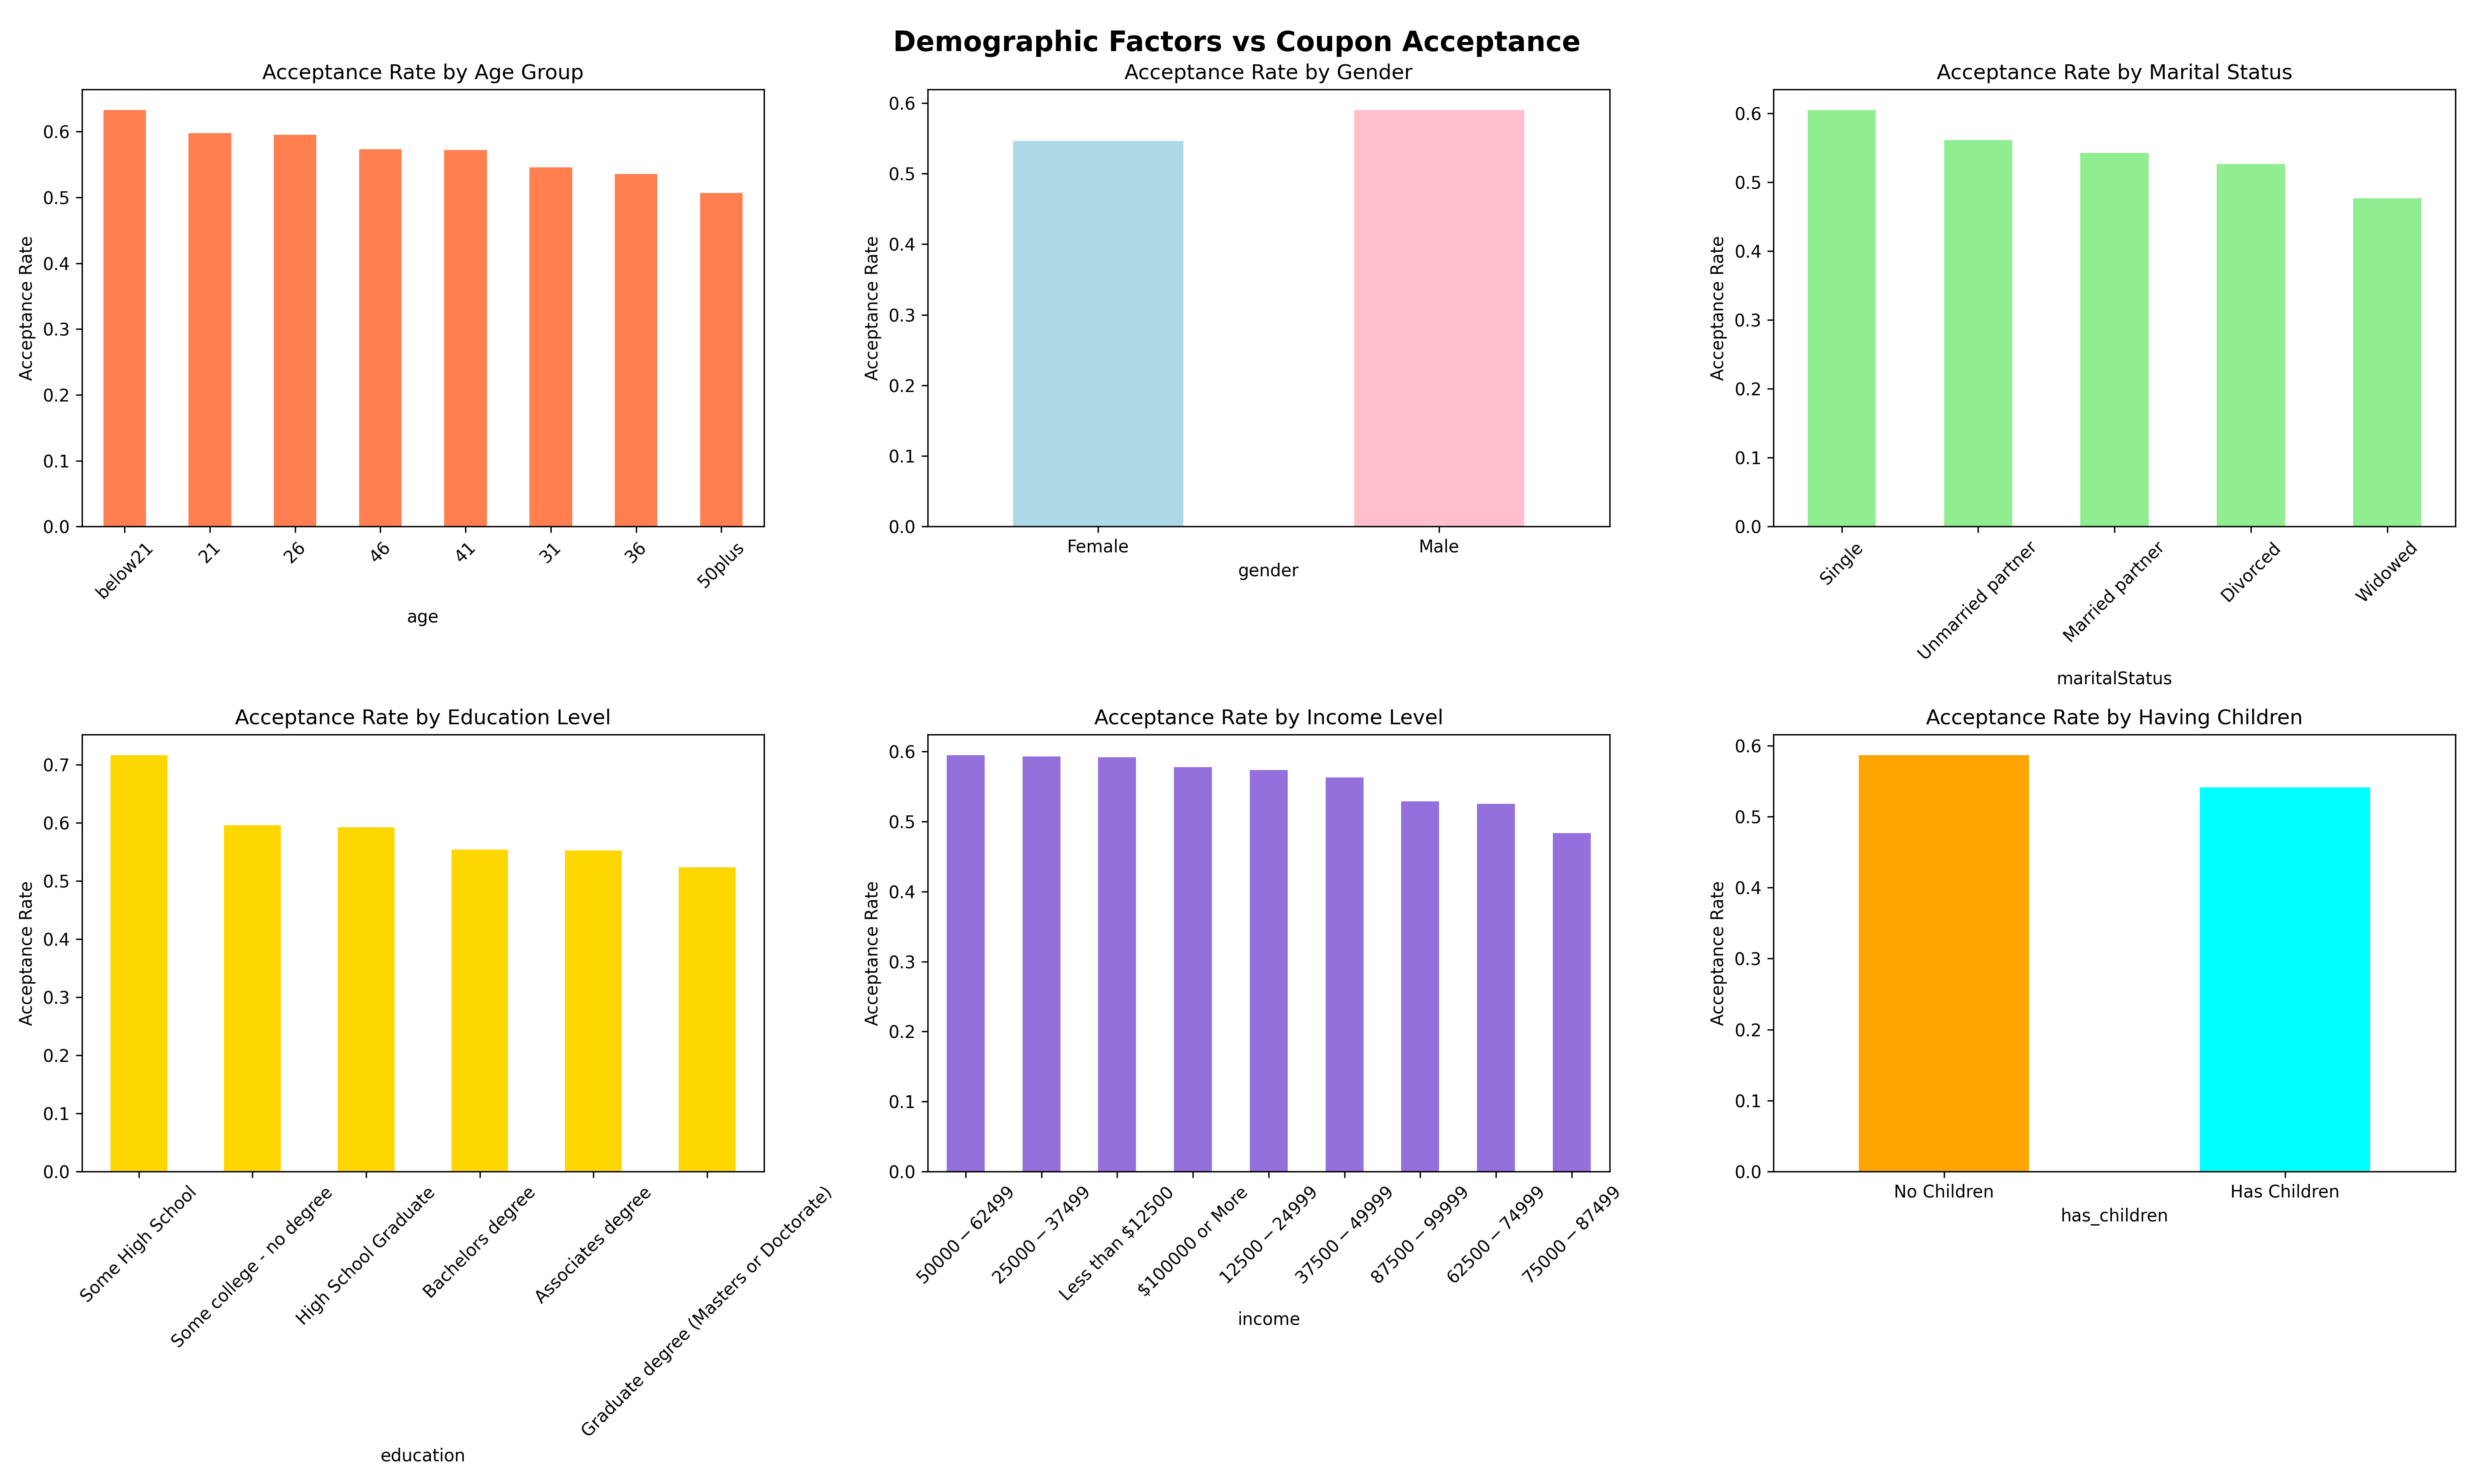 Demographic Factors vs Coupon Acceptance
Acceptance Rate by Age Group
Acceptance Rate
0.6
0.5
0.4
0.3
0.2
0.1
0.0
below21
21
26
46
41
31
36
50plus
age
Acceptance Rate by Gender
Acceptance Rate
0.6
0.5
0.4
0.3
0.2
0.1
0.0
Female
Male
gender
Acceptance Rate by Marital Status
Acceptance Rate
0.6
0.5
0.4
0.3
0.2
0.1
0.0
Single
Unmarried partner
Married partner
Divorced
Widowed
maritalStatus
Acceptance Rate by Education Level
Acceptance Rate
0.7
0.6
0.5
0.4
0.3
0.2
0.1
0.0
Some High School
Some college - no degree
High School Graduate
Bachelors degree
Associates degree
Graduate degree (Masters or Doctorate)
education
Acceptance Rate by Income Level
Acceptance Rate
0.6
0.5
0.4
0.3
0.2
0.1
0.0
50000 − 62499
25000 − 37499
Less than $12500
$100000 or More
12500 − 24999
37500 − 49999
87500 − 99999
62500 − 74999
75000 − 87499
income
Acceptance Rate by Having Children
Acceptance Rate
0.6
0.5
0.4
0.3
0.2
0.1
0.0
No Children
Has Children
has_children